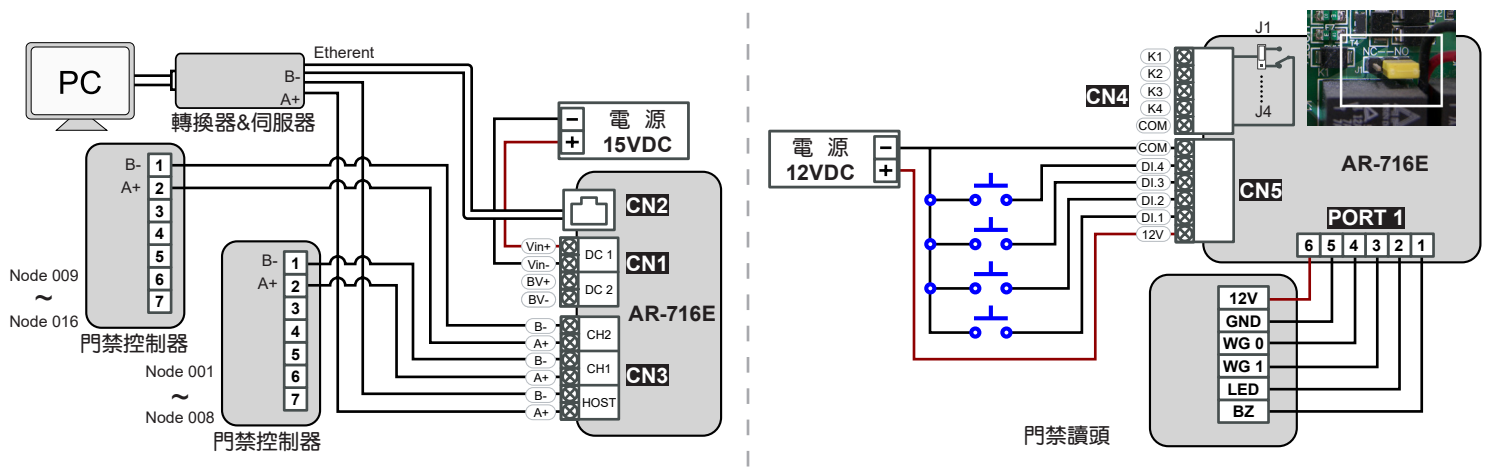 PC
Etherent
B-
A+
轉換器&伺服器
- 電 源
+ 15VDC
B- 1
A+ 2
3
4
5
6
7
Node 009
~
Node 016
門禁控制器
B- 1
A+ 2
3
4
5
6
7
Node 001
~
Node 008
門禁控制器
CN2
Vin+
Vin-
BV+
BV-
DC 1
DC 2
CN1
AR-716E
B-
A+
B-
A+
B-
A+
CH2
CH1
HOST
CN3
電 源 -
12VDC +
CN4
K1
K2
K3
K4
COM
J1
J4
NC
NO
COM
DI.4
DI.3
DI.2
DI.1
12V
CN5
AR-716E
PORT 1
6 5 4 3 2 1
12V
GND
WG 0
WG 1
LED
BZ
門禁讀頭